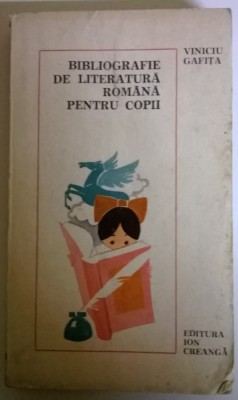 VINICIU
GAFIȚA
BIBLIOGRAFIE
DE LITERATURĂ
ROMÂNĂ
PENTRU COPII
EDITURA
ION
CREANGĂ